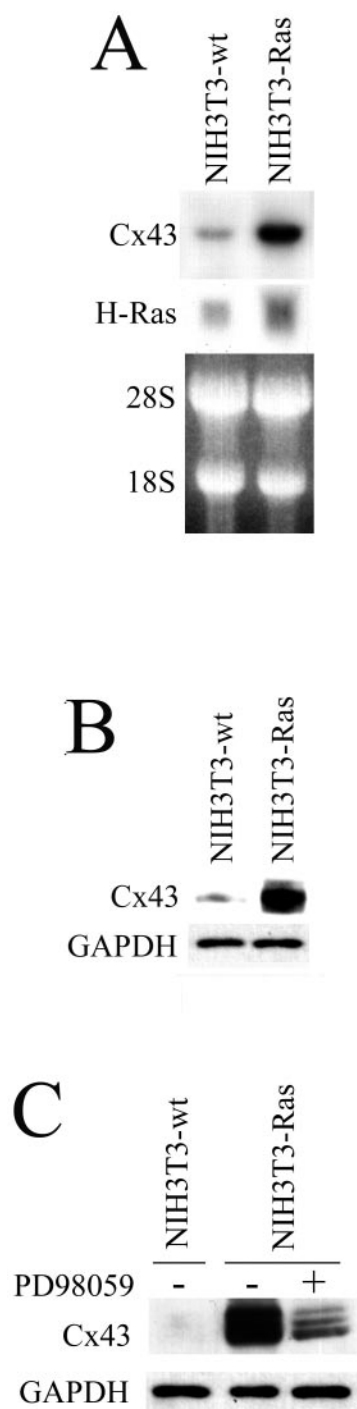 A
NIH3T3-wt
NIH3T3-Ras
Cx43
H-Ras
28S
18S
B
NIH3T3-wt
NIH3T3-Ras
Cx43
GAPDH
C
NIH3T3-wt
NIH3T3-Ras
PD98059 - - +
Cx43
GAPDH